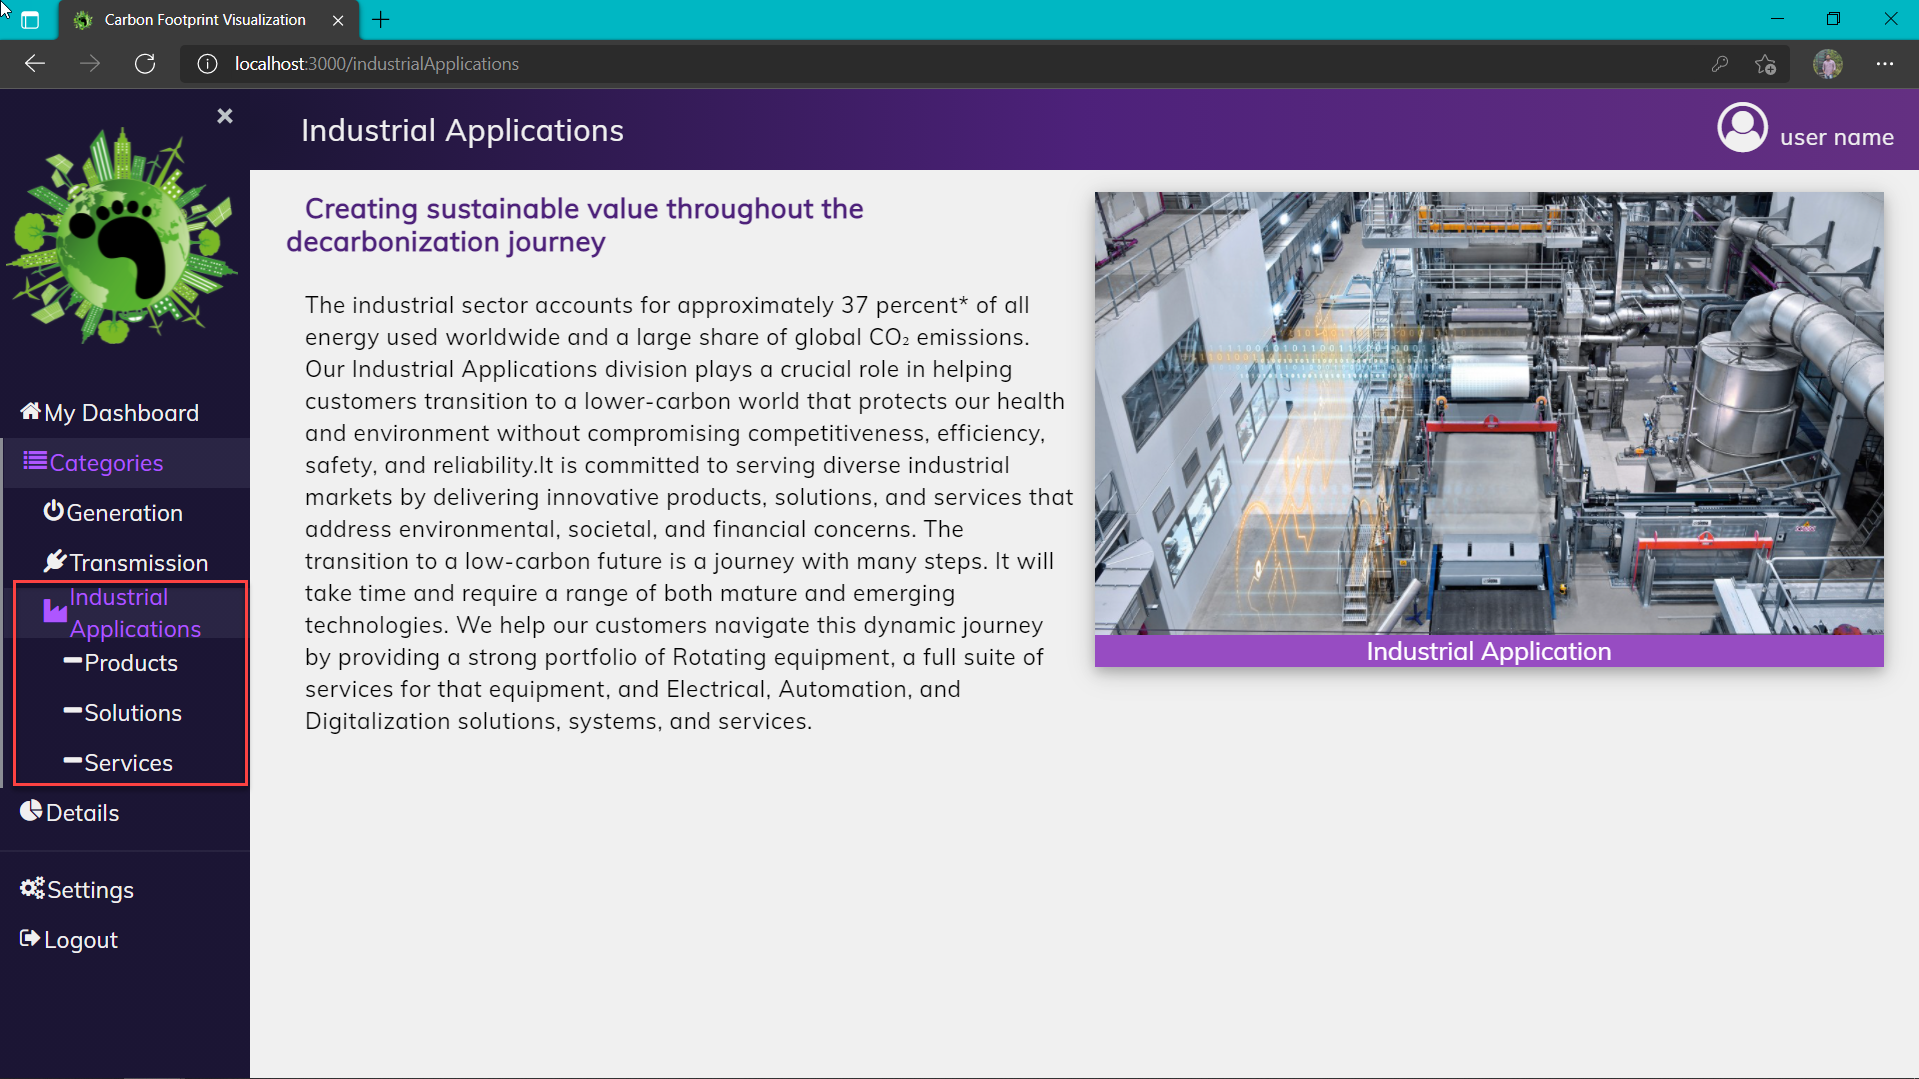 Carbon Footprint Visualization
localhost:3000/industrialApplications
Industrial Applications
user name
My Dashboard
Categories
Generation
Transmission
Industrial
Applications
Products
Solutions
Services
Details
Settings
Logout
Creating sustainable value throughout the
decarbonization journey
The industrial sector accounts for approximately 37 percent* of all
energy used worldwide and a large share of global CO₂ emissions.
Our Industrial Applications division plays a crucial role in helping
customers transition to a lower-carbon world that protects our health
and environment without compromising competitiveness, efficiency,
safety, and reliability.It is committed to serving diverse industrial
markets by delivering innovative products, solutions, and services that
address environmental, societal, and financial concerns. The
transition to a low-carbon future is a journey with many steps. It will
take time and require a range of both mature and emerging
technologies. We help our customers navigate this dynamic journey
by providing a strong portfolio of Rotating equipment, a full suite of
services for that equipment, and Electrical, Automation, and
Digitalization solutions, systems, and services.
Industrial Application